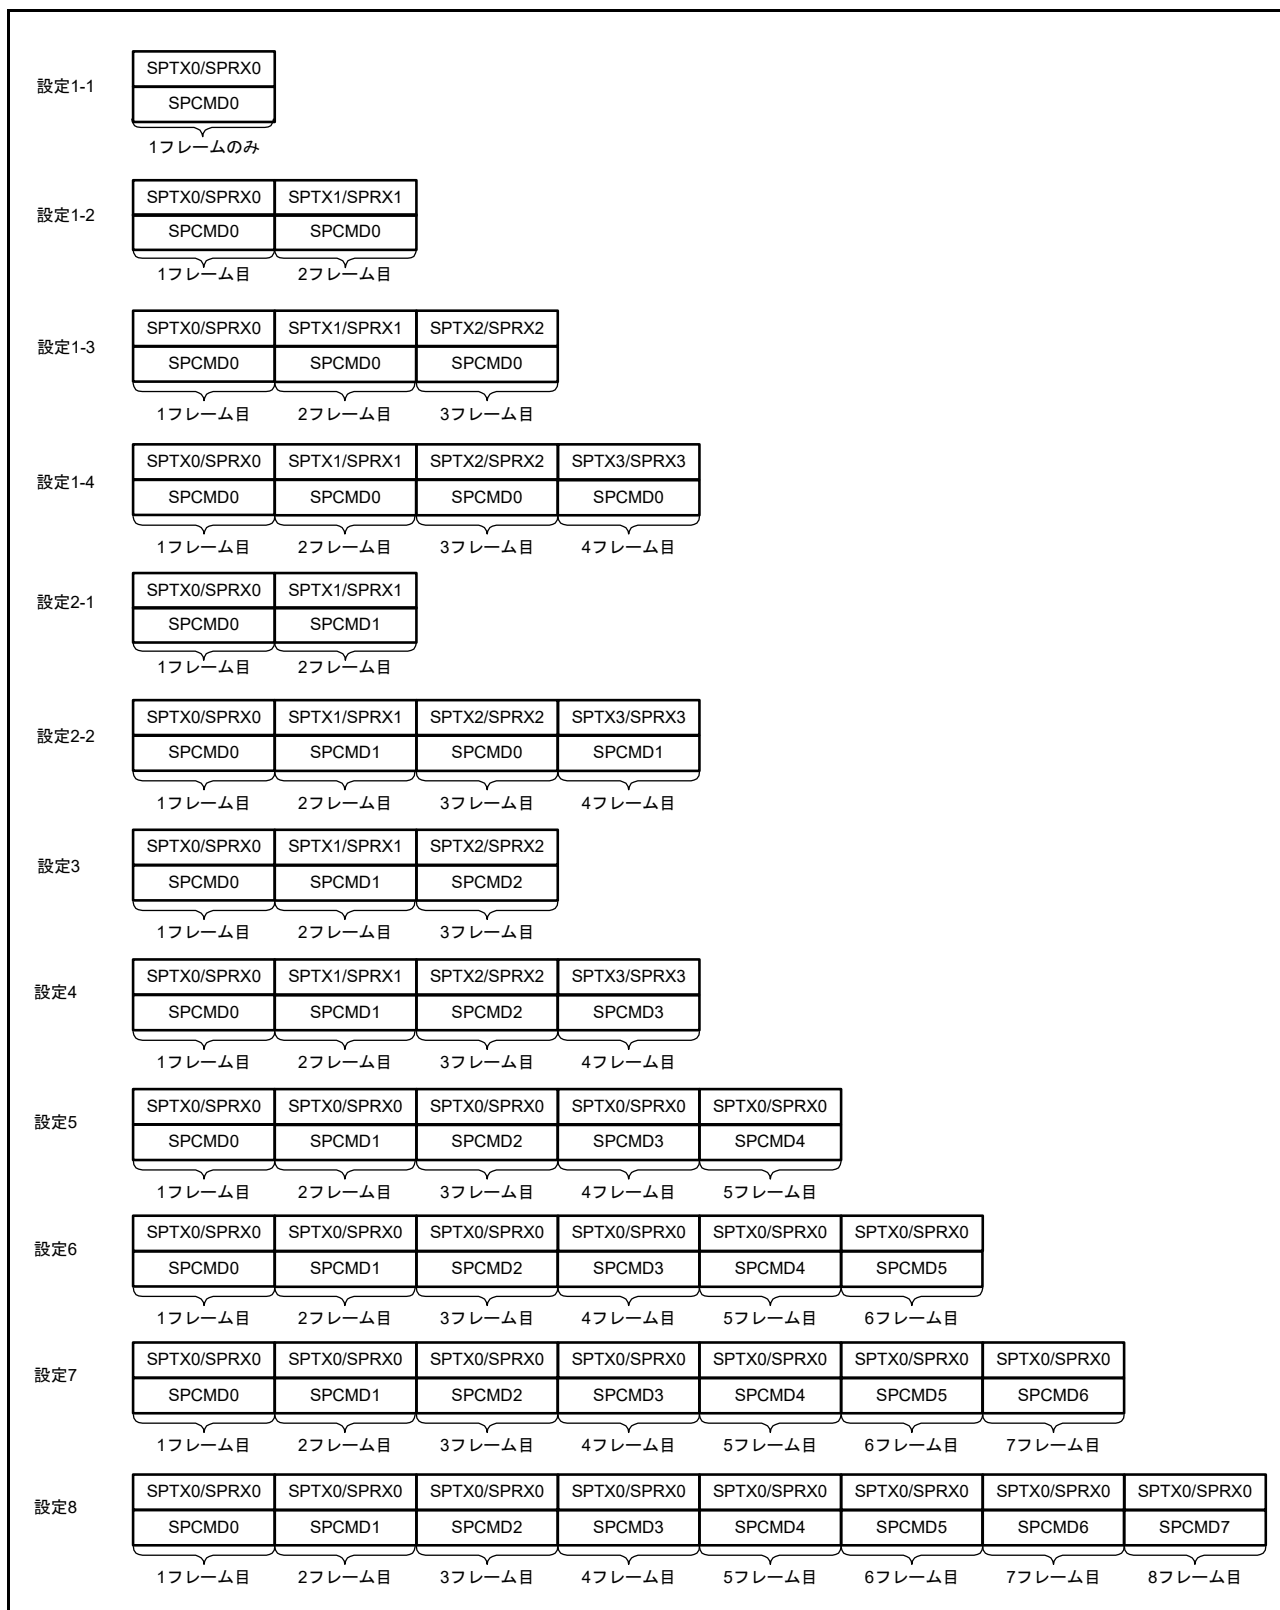 設定1-1
SPTX0/SPRX0
SPCMD0
1フレームのみ
設定1-2
SPTX0/SPRX0 SPTX1/SPRX1
SPCMD0 SPCMD0
1フレーム目 2フレーム目
設定1-3
SPTX0/SPRX0 SPTX1/SPRX1 SPTX2/SPRX2
SPCMD0 SPCMD0 SPCMD0
1フレーム目 2フレーム目 3フレーム目
設定1-4
SPTX0/SPRX0 SPTX1/SPRX1 SPTX2/SPRX2 SPTX3/SPRX3
SPCMD0 SPCMD0 SPCMD0 SPCMD0
1フレーム目 2フレーム目 3フレーム目 4フレーム目
設定2-1
SPTX0/SPRX0 SPTX1/SPRX1
SPCMD0 SPCMD1
1フレーム目 2フレーム目
設定2-2
SPTX0/SPRX0 SPTX1/SPRX1 SPTX2/SPRX2 SPTX3/SPRX3
SPCMD0 SPCMD1 SPCMD0 SPCMD1
1フレーム目 2フレーム目 3フレーム目 4フレーム目
設定3
SPTX0/SPRX0 SPTX1/SPRX1 SPTX2/SPRX2
SPCMD0 SPCMD1 SPCMD2
1フレーム目 2フレーム目 3フレーム目
設定4
SPTX0/SPRX0 SPTX1/SPRX1 SPTX2/SPRX2 SPTX3/SPRX3
SPCMD0 SPCMD1 SPCMD2 SPCMD3
1フレーム目 2フレーム目 3フレーム目 4フレーム目
設定5
SPTX0/SPRX0 SPTX0/SPRX0 SPTX0/SPRX0 SPTX0/SPRX0 SPTX0/SPRX0
SPCMD0 SPCMD1 SPCMD2 SPCMD3 SPCMD4
1フレーム目 2フレーム目 3フレーム目 4フレーム目 5フレーム目
設定6
SPTX0/SPRX0 SPTX0/SPRX0 SPTX0/SPRX0 SPTX0/SPRX0 SPTX0/SPRX0 SPTX0/SPRX0
SPCMD0 SPCMD1 SPCMD2 SPCMD3 SPCMD4 SPCMD5
1フレーム目 2フレーム目 3フレーム目 4フレーム目 5フレーム目 6フレーム目
設定7
SPTX0/SPRX0 SPTX0/SPRX0 SPTX0/SPRX0 SPTX0/SPRX0 SPTX0/SPRX0 SPTX0/SPRX0 SPTX0/SPRX0
SPCMD0 SPCMD1 SPCMD2 SPCMD3 SPCMD4 SPCMD5 SPCMD6
1フレーム目 2フレーム目 3フレーム目 4フレーム目 5フレーム目 6フレーム目 7フレーム目
設定8
SPTX0/SPRX0 SPTX0/SPRX0 SPTX0/SPRX0 SPTX0/SPRX0 SPTX0/SPRX0 SPTX0/SPRX0 SPTX0/SPRX0 SPTX0/SPRX0
SPCMD0 SPCMD1 SPCMD2 SPCMD3 SPCMD4 SPCMD5 SPCMD6 SPCMD7
1フレーム目 2フレーム目 3フレーム目 4フレーム目 5フレーム目 6フレーム目 7フレーム目 8フレーム目